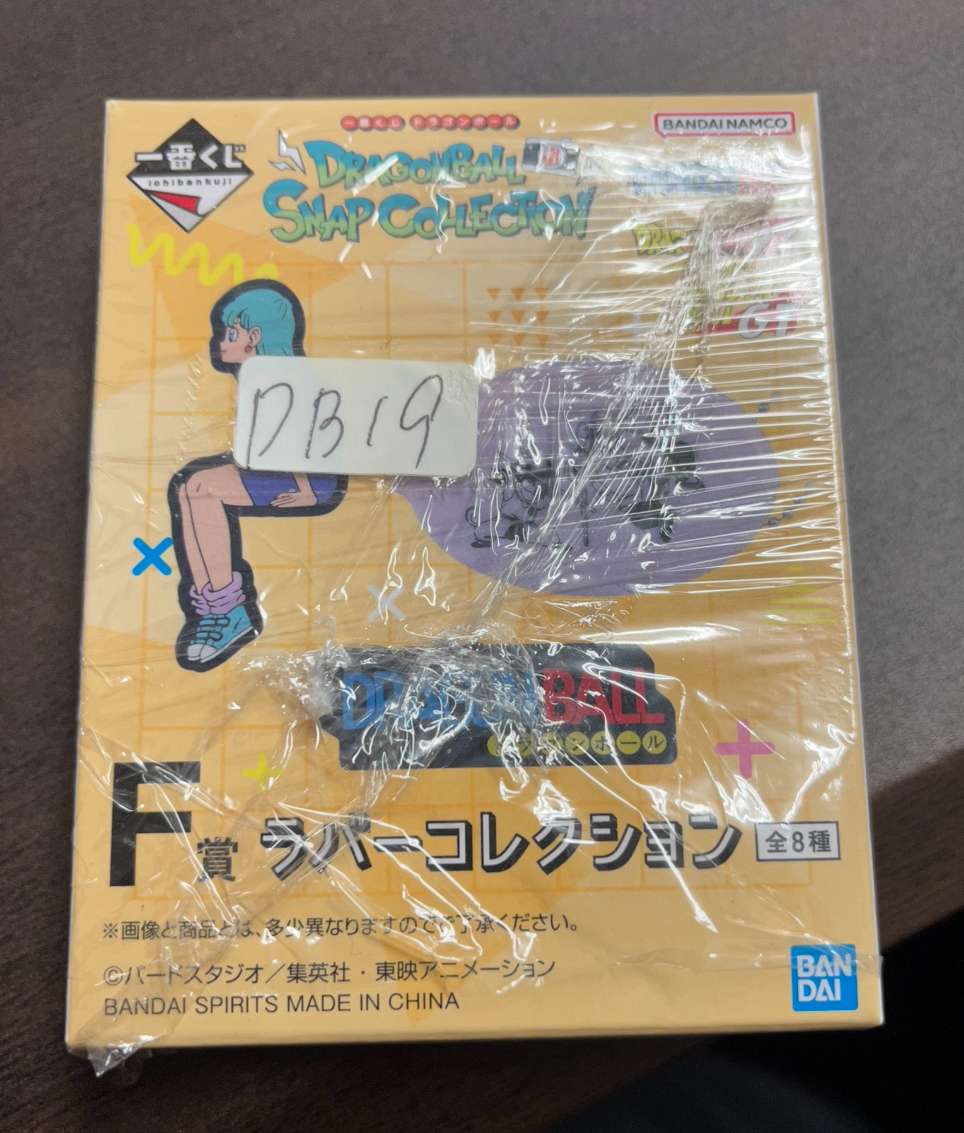 一番くじ
ichibankuji
一番くじ ドラゴンボール
DRAGONBALL
SNAP COLLECTION
BANDAI NAMCO
GT
DB19
DRAGONBALL
ドラゴンボール
F賞 ラバーコレクション 全8種
※画像と商品とは、多少異なりますのでご了承ください。
©バードスタジオ／集英社・東映アニメーション
BANDAI SPIRITS MADE IN CHINA
BAN
DAI